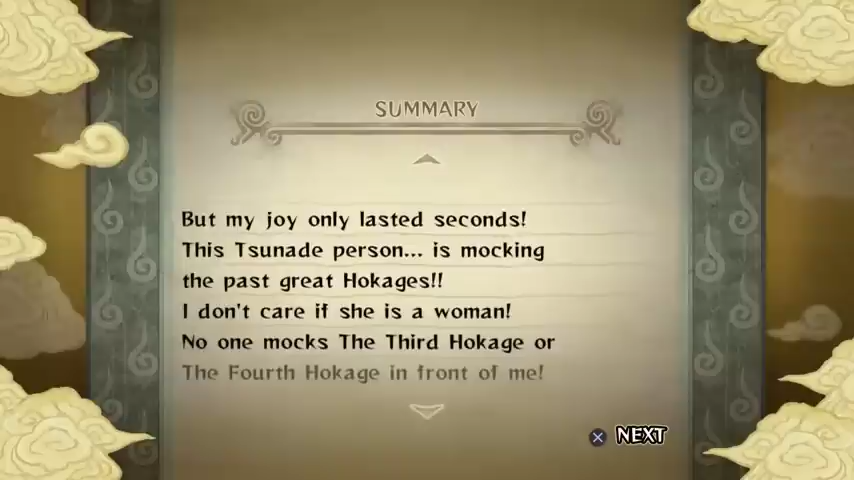 SUMMARY
But my joy only lasted seconds!
This Tsunade person... is mocking
the past great Hokages!!
I don't care if she is a woman!
No one mocks The Third Hokage or
The Fourth Hokage in front of me!
NEXT